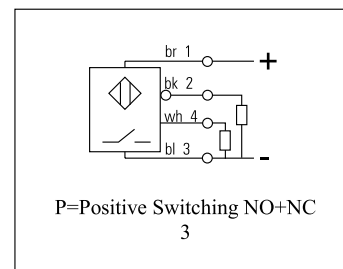 br 1
+
bk 2
wh 4
bl 3
-
P=Positive Switching NO+NC
3